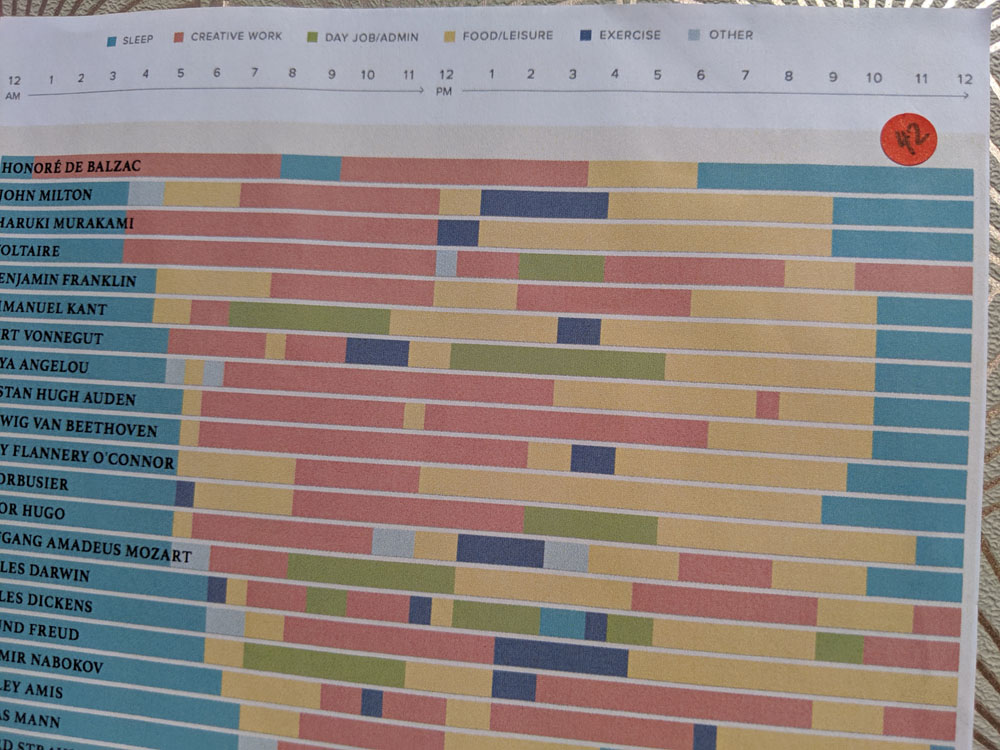 SLEEP CREATIVE WORK DAY JOB/ADMIN FOOD/LEISURE EXERCISE OTHER
12 1 2 3 4 5 6 7 8 9 10 11 12 1 2 3 4 5 6 7 8 9 10 11 12
AM PM
42
HONORÉ DE BALZAC
JOHN MILTON
HARUKI MURAKAMI
OLTAIRE
ENJAMIN FRANKLIN
MANUEL KANT
RT VONNEGUT
YA ANGELOU
STAN HUGH AUDEN
WIG VAN BEETHOVEN
Y FLANNERY O'CONNOR
ORBUSIER
OR HUGO
GANG AMADEUS MOZART
LES DARWIN
LES DICKENS
UND FREUD
MIR NABOKOV
LEY AMIS
AS MANN